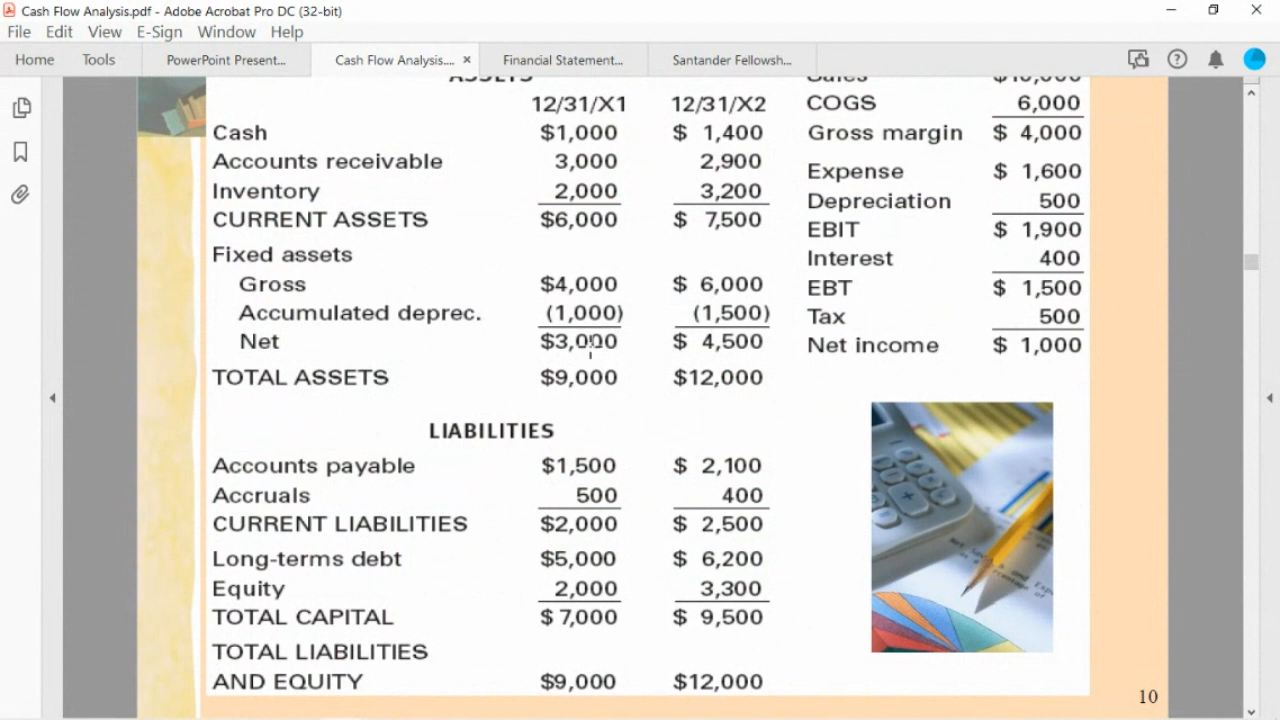 Cash Flow Analysis.pdf - Adobe Acrobat Pro DC (32-bit)
File Edit View E-Sign Window Help
Home Tools PowerPoint Present... Cash Flow Analysis.... × Financial Statement... Santander Fellowsh...
ASSETS
12/31/X1 12/31/X2
Cash $1,000 $ 1,400
Accounts receivable 3,000 2,900
Inventory 2,000 3,200
CURRENT ASSETS $6,000 $ 7,500
Fixed assets
Gross $4,000 $ 6,000
Accumulated deprec. (1,000) (1,500)
Net $3,000 $ 4,500
TOTAL ASSETS $9,000 $12,000
LIABILITIES
Accounts payable $1,500 $ 2,100
Accruals 500 400
CURRENT LIABILITIES $2,000 $ 2,500
Long-terms debt $5,000 $ 6,200
Equity 2,000 3,300
TOTAL CAPITAL $7,000 $ 9,500
TOTAL LIABILITIES
AND EQUITY $9,000 $12,000
Sales $10,000
COGS 6,000
Gross margin $ 4,000
Expense $ 1,600
Depreciation 500
EBIT $ 1,900
Interest 400
EBT $ 1,500
Tax 500
Net income $ 1,000
10